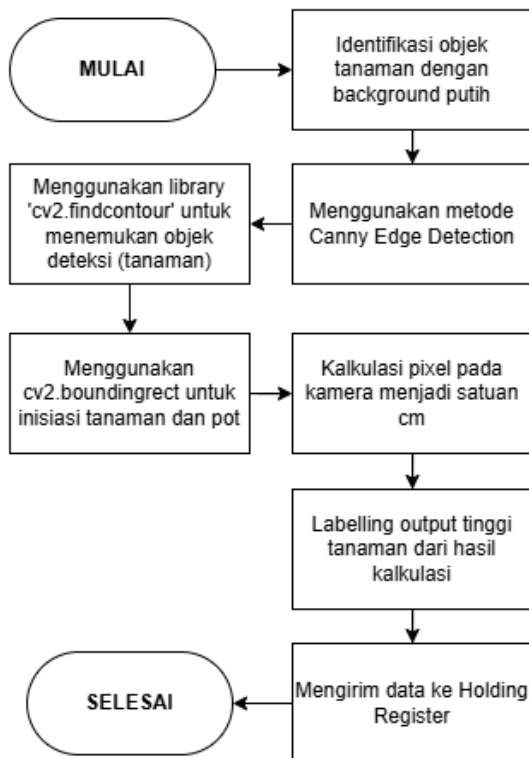 MULAI
Identifikasi objek
tanaman dengan
background putih
Menggunakan metode
Canny Edge Detection
Menggunakan library
'cv2.findcontour' untuk
menemukan objek
deteksi (tanaman)
Menggunakan
cv2.boundingrect untuk
inisiasi tanaman dan pot
Kalkulasi pixel pada
kamera menjadi satuan
cm
Labelling output tinggi
tanaman dari hasil
kalkulasi
Mengirim data ke Holding
Register
SELESAI